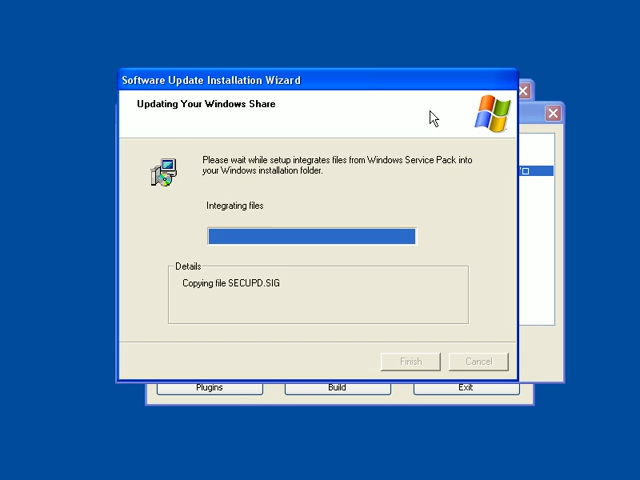 Software Update Installation Wizard
Updating Your Windows Share
Please wait while setup integrates files from Windows Service Pack into
your Windows installation folder.
Integrating files
Details
Copying file SECUPD.SIG
Finish
Cancel
Plugins
Build
Exit